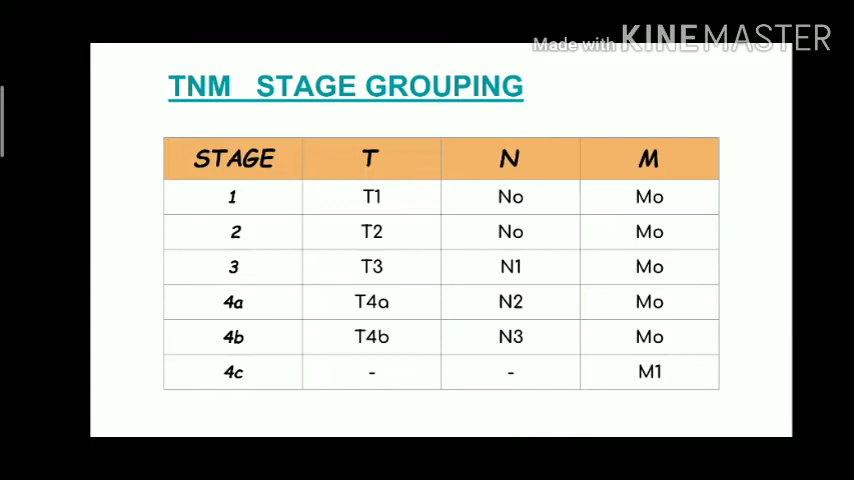 Made with KINEMASTER
TNM STAGE GROUPING
STAGE T N M
1 T1 No Mo
2 T2 No Mo
3 T3 N1 Mo
4a T4a N2 Mo
4b T4b N3 Mo
4c - - M1